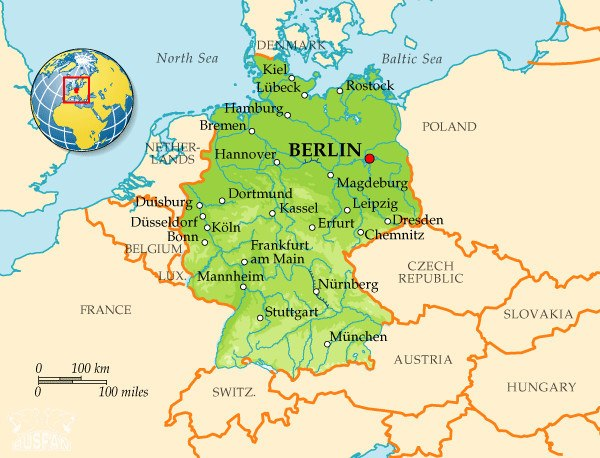 DENMARK
North Sea
Baltic Sea
Kiel
Lübeck
Rostock
Hamburg
Bremen
POLAND
NETHER-
LANDS
Hannover
BERLIN
Magdeburg
Duisburg
Dortmund
Kassel
Leipzig
Düsseldorf
Köln
Erfurt
Dresden
Bonn
Chemnitz
BELGIUM
Frankfurt
am Main
CZECH
REPUBLIC
LUX.
Mannheim
Nürnberg
FRANCE
Stuttgart
SLOVAKIA
München
AUSTRIA
0 100 km
0 100 miles
SWITZ.
HUNGARY